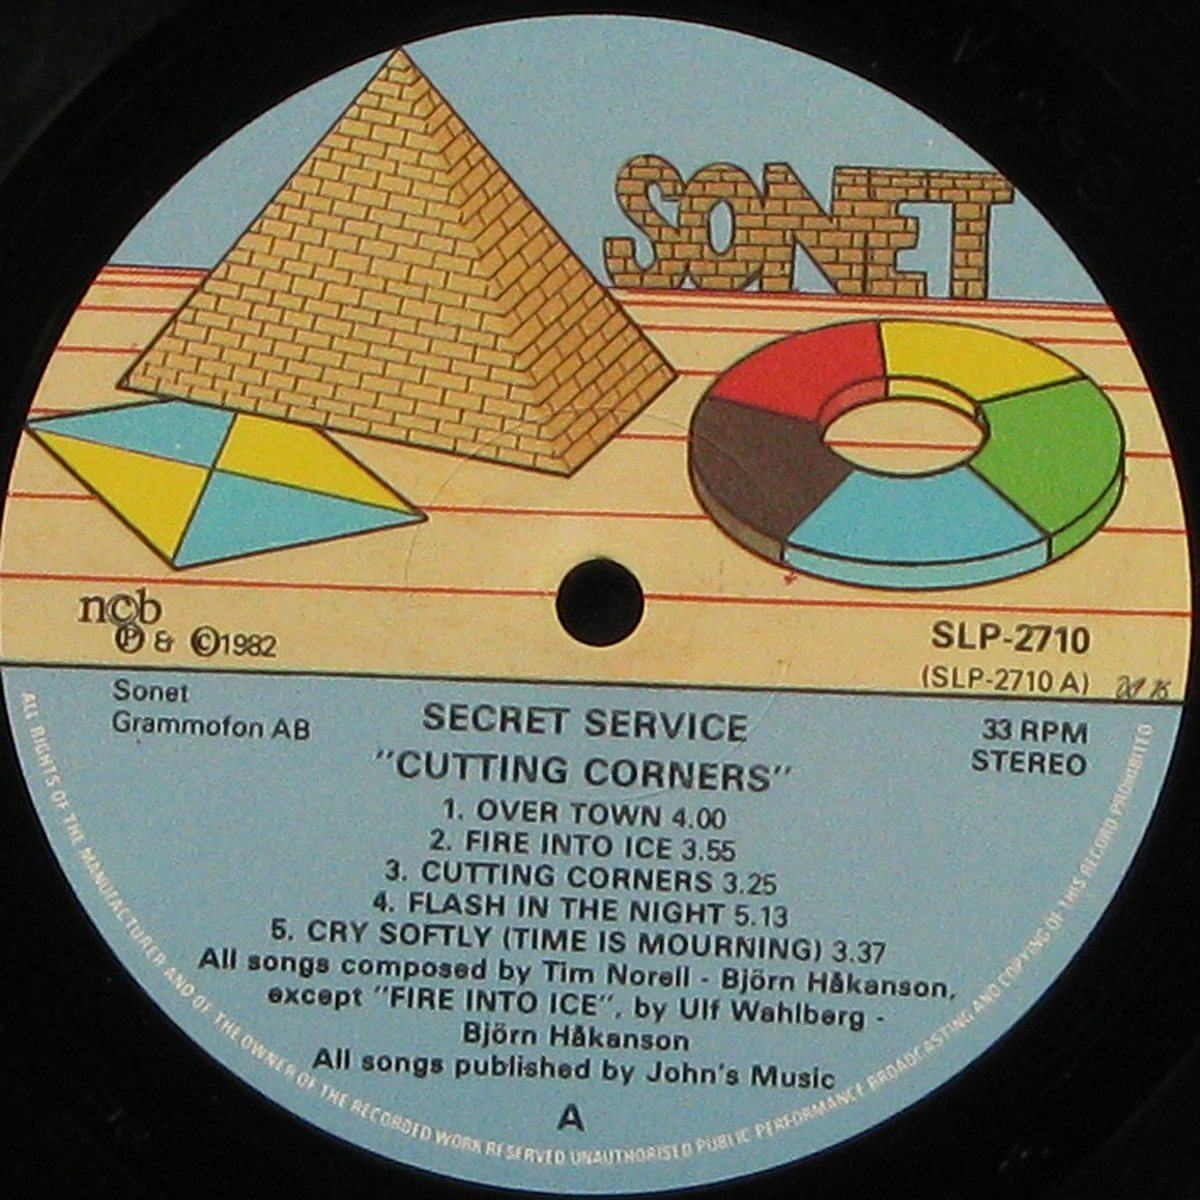 SONET
ncb
℗ & ©1982
SLP-2710
(SLP-2710 A)
Sonet
Grammofon AB
SECRET SERVICE
"CUTTING CORNERS"
33 RPM
STEREO
1. OVER TOWN 4.00
2. FIRE INTO ICE 3.55
3. CUTTING CORNERS 3.25
4. FLASH IN THE NIGHT 5.13
5. CRY SOFTLY (TIME IS MOURNING) 3.37
All songs composed by Tim Norell - Björn Håkanson,
except "FIRE INTO ICE", by Ulf Wahlberg -
Björn Håkanson
All songs published by John's Music
A
ALL RIGHTS OF THE MANUFACTURER AND OF THE OWNER OF THE RECORDED WORK RESERVED UNAUTHORISED PUBLIC PERFORMANCE BROADCASTING AND COPYING OF THIS RECORD PROHIBITED